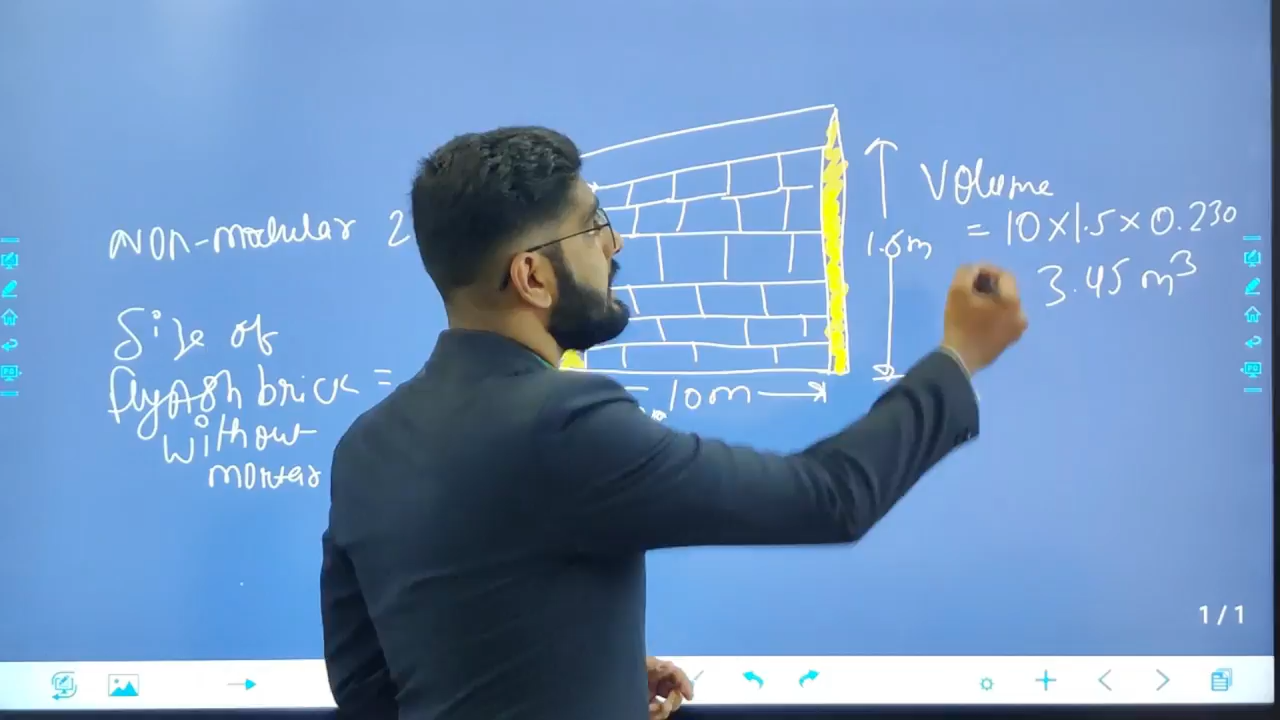 Non-modular 2
Size of
flyAsh brick =
without
mortar
10m
1.5m
Volume
= 10×1.5×0.230
3.45 m³
1/1